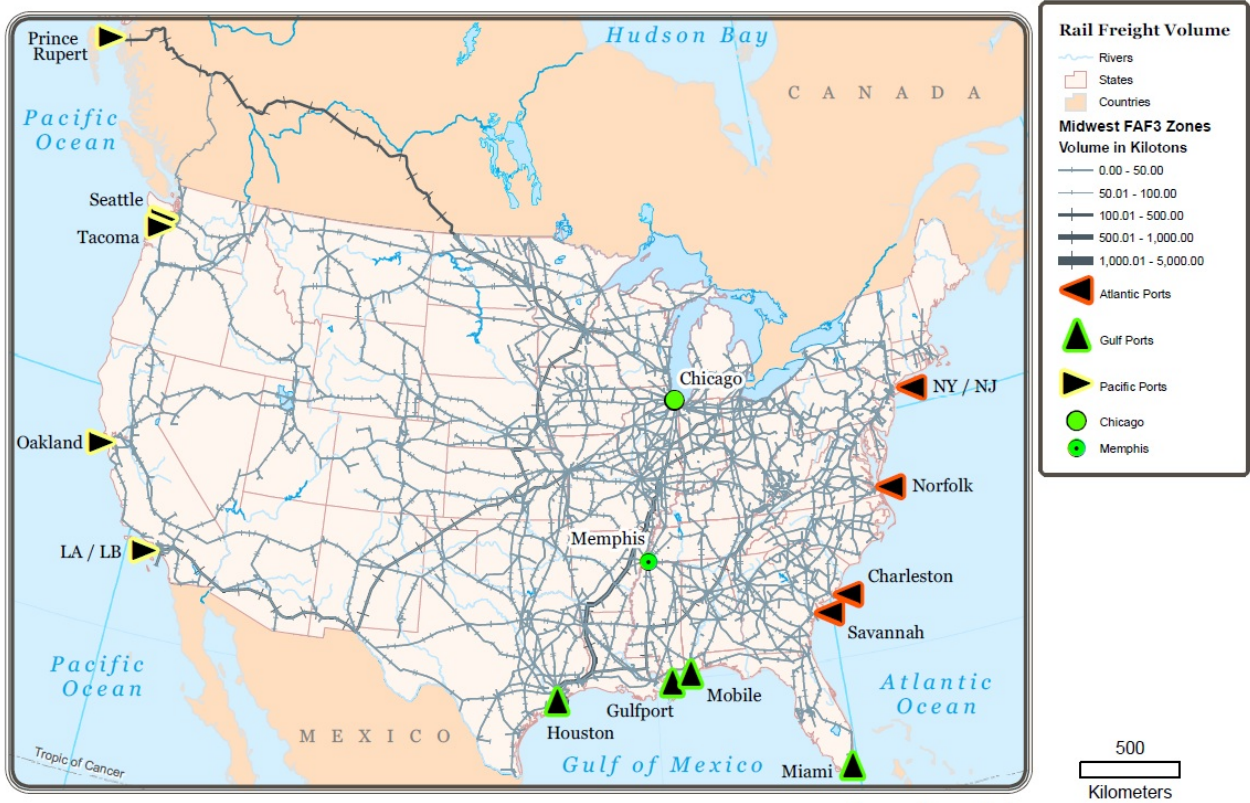 Prince
Rupert
Hudson Bay
CANADA
Pacific
Ocean
Seattle
Tacoma
Chicago
NY / NJ
Oakland
Norfolk
Memphis
LA / LB
Charleston
Savannah
Pacific
Ocean
Atlantic
Ocean
Mobile
Gulfport
Houston
MEXICO
Gulf of Mexico
Miami
Tropic of Cancer
Rail Freight Volume
Rivers
States
Countries
Midwest FAF3 Zones
Volume in Kilotons
0.00 - 50.00
50.01 - 100.00
100.01 - 500.00
500.01 - 1,000.00
1,000.01 - 5,000.00
Atlantic Ports
Gulf Ports
Pacific Ports
Chicago
Memphis
500
Kilometers